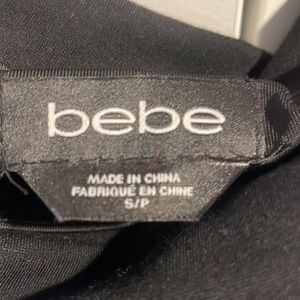 bebe
MADE IN CHINA
FABRIQUÉ EN CHINE
S/P